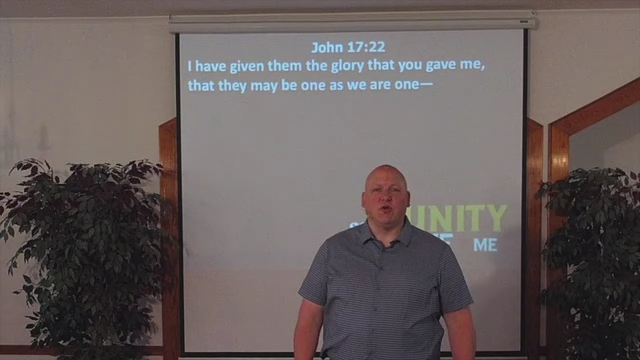 John 17:22
I have given them the glory that you gave me,
that they may be one as we are one—
UNITY
ME